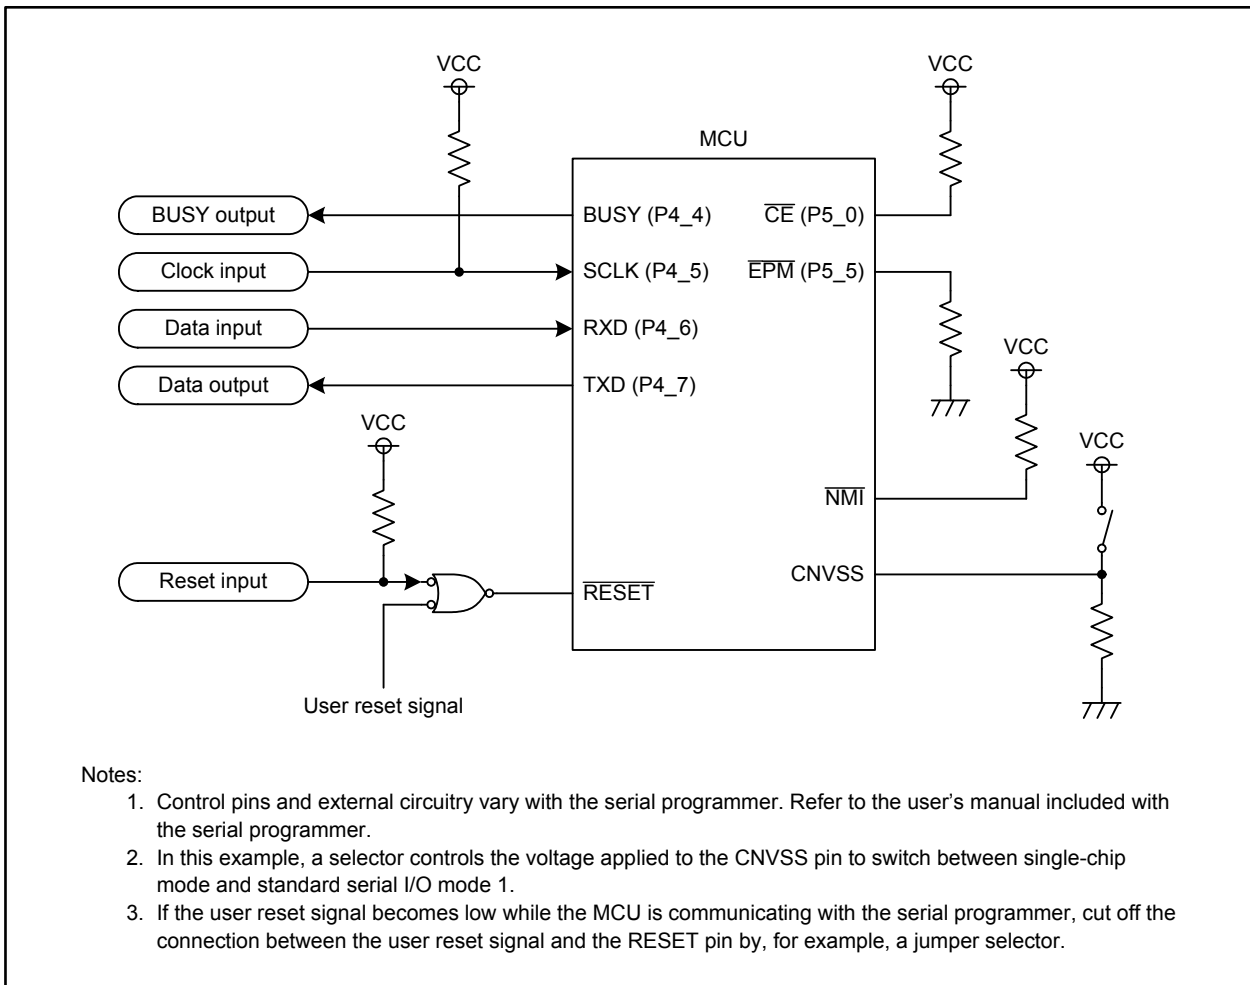 VCC
VCC
MCU
BUSY output
BUSY (P4_4)
CE (P5_0)
Clock input
SCLK (P4_5)
EPM (P5_5)
Data input
RXD (P4_6)
VCC
Data output
TXD (P4_7)
VCC
VCC
NMI
Reset input
CNVSS
RESET
User reset signal
Notes:
1. Control pins and external circuitry vary with the serial programmer. Refer to the user's manual included with
the serial programmer.
2. In this example, a selector controls the voltage applied to the CNVSS pin to switch between single-chip
mode and standard serial I/O mode 1.
3. If the user reset signal becomes low while the MCU is communicating with the serial programmer, cut off the
connection between the user reset signal and the RESET pin by, for example, a jumper selector.